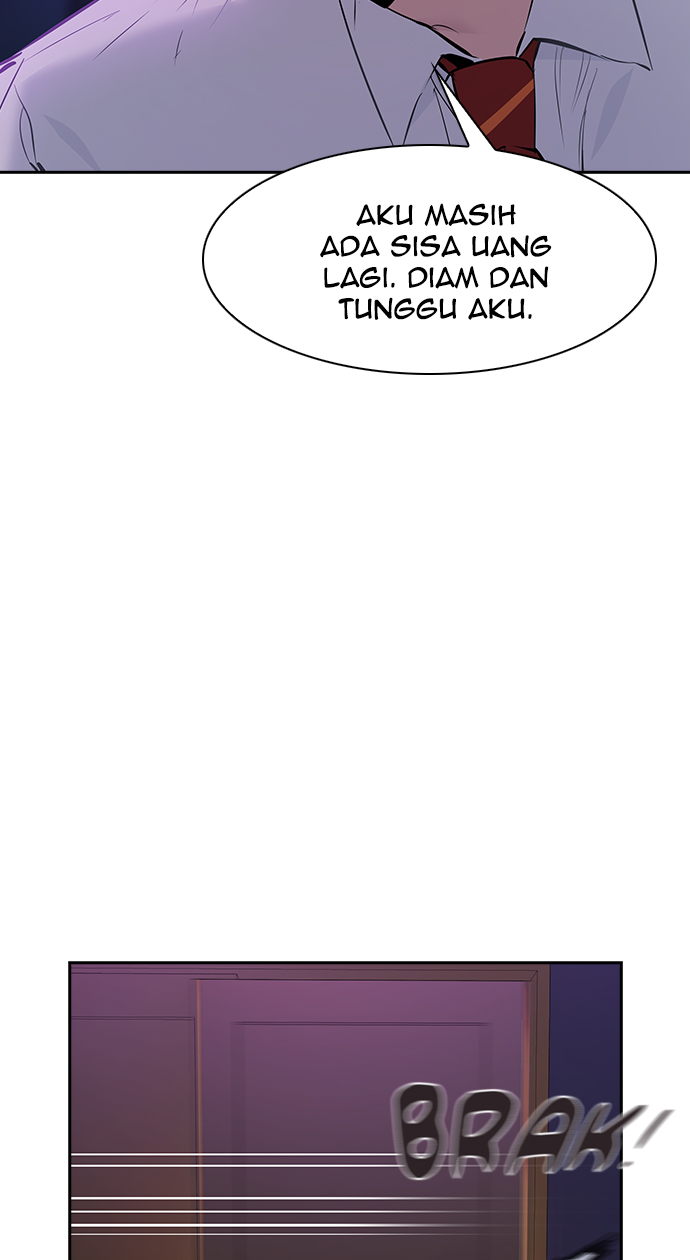 AKU MASIH
ADA SISA UANG
LAGI. DIAM DAN
TUNGGU AKU.
BRAK!